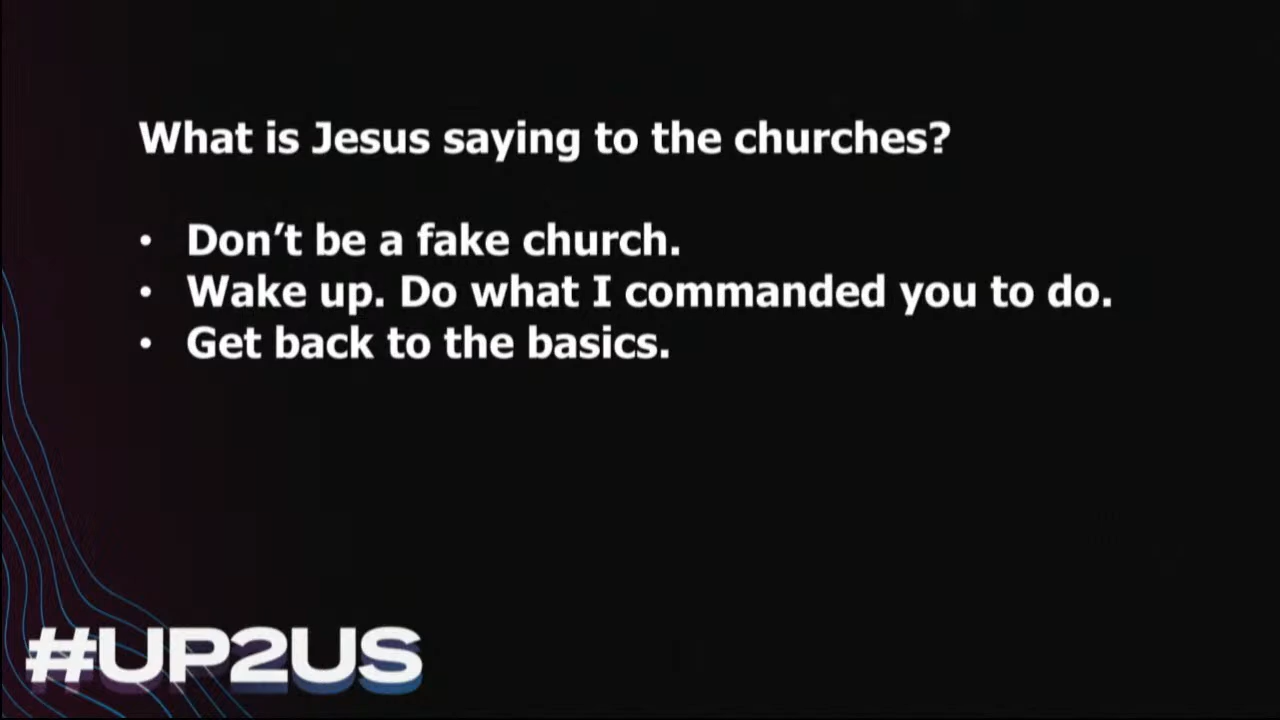 What is Jesus saying to the churches?
• Don’t be a fake church.
• Wake up. Do what I commanded you to do.
• Get back to the basics.
#UP2US